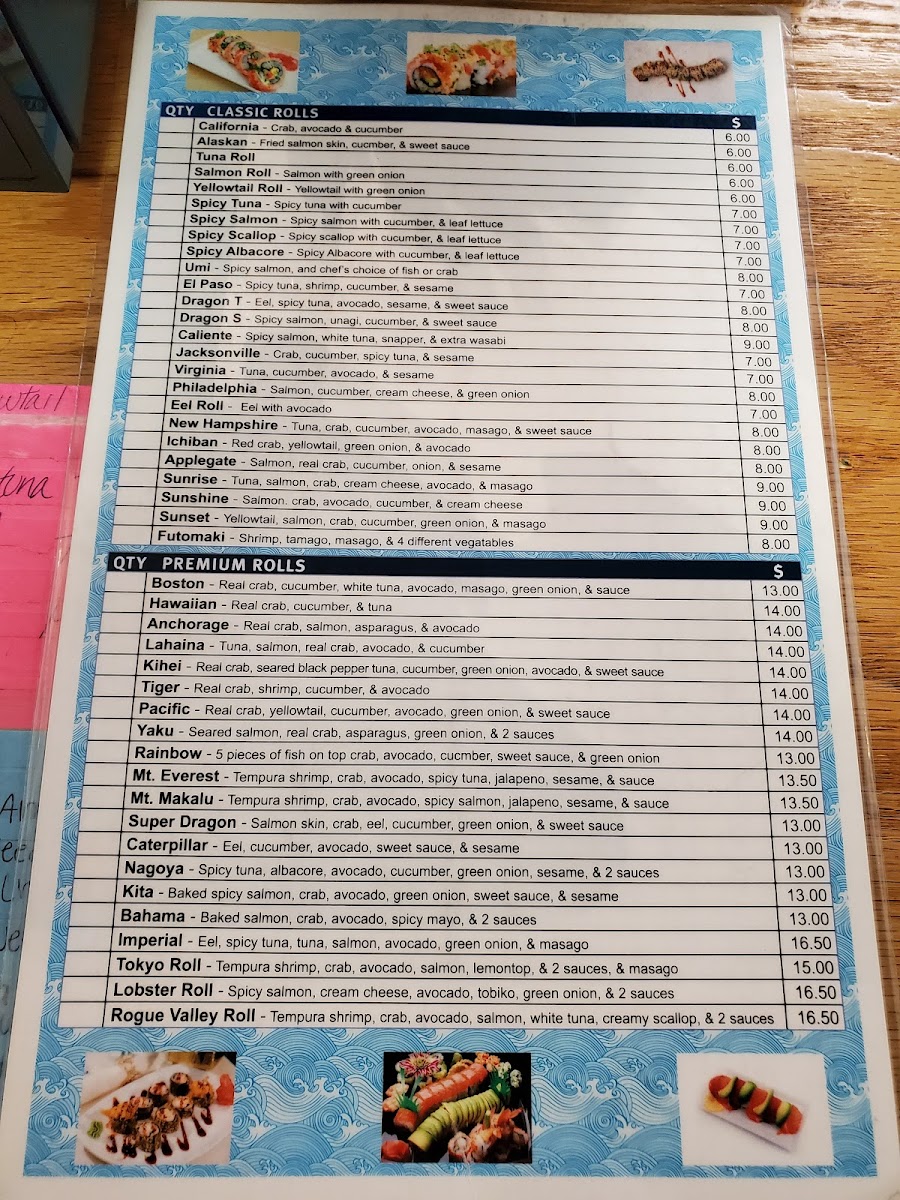 QTY CLASSIC ROLLS $
California - Crab, avocado & cucumber 6.00
Alaskan - Fried salmon skin, cucmber, & sweet sauce 6.00
Tuna Roll 6.00
Salmon Roll - Salmon with green onion 6.00
Yellowtail Roll - Yellowtail with green onion 6.00
Spicy Tuna - Spicy tuna with cucumber 7.00
Spicy Salmon - Spicy salmon with cucumber, & leaf lettuce 7.00
Spicy Scallop - Spicy scallop with cucumber, & leaf lettuce 7.00
Spicy Albacore - Spicy Albacore with cucumber, & leaf lettuce 7.00
Umi - Spicy salmon, and chef's choice of fish or crab 8.00
El Paso - Spicy tuna, shrimp, cucumber, & sesame 7.00
Dragon T - Eel, spicy tuna, avocado, sesame, & sweet sauce 8.00
Dragon S - Spicy salmon, unagi, cucumber, & sweet sauce 8.00
Caliente - Spicy salmon, white tuna, snapper, & extra wasabi 9.00
Jacksonville - Crab, cucumber, spicy tuna, & sesame 7.00
Virginia - Tuna, cucumber, avocado, & sesame 7.00
Philadelphia - Salmon, cucumber, cream cheese, & green onion 8.00
Eel Roll - Eel with avocado 7.00
New Hampshire - Tuna, crab, cucumber, avocado, masago, & sweet sauce 8.00
Ichiban - Red crab, yellowtail, green onion, & avocado 8.00
Applegate - Salmon, real crab, cucumber, onion, & sesame 8.00
Sunrise - Tuna, salmon, crab, cream cheese, avocado, & masago 9.00
Sunshine - Salmon. crab, avocado, cucumber, & cream cheese 9.00
Sunset - Yellowtail, salmon, crab, cucumber, green onion, & masago 9.00
Futomaki - Shrimp, tamago, masago, & 4 different vegatables 8.00
QTY PREMIUM ROLLS $
Boston - Real crab, cucumber, white tuna, avocado, masago, green onion, & sauce 13.00
Hawaiian - Real crab, cucumber, & tuna 14.00
Anchorage - Real crab, salmon, asparagus, & avocado 14.00
Lahaina - Tuna, salmon, real crab, avocado, & cucumber 14.00
Kihei - Real crab, seared black pepper tuna, cucumber, green onion, avocado, & sweet sauce 14.00
Tiger - Real crab, shrimp, cucumber, & avocado 14.00
Pacific - Real crab, yellowtail, cucumber, avocado, green onion, & sweet sauce 14.00
Yaku - Seared salmon, real crab, asparagus, green onion, & 2 sauces 14.00
Rainbow - 5 pieces of fish on top crab, avocado, cucmber, sweet sauce, & green onion 13.00
Mt. Everest - Tempura shrimp, crab, avocado, spicy tuna, jalapeno, sesame, & sauce 13.50
Mt. Makalu - Tempura shrimp, crab, avocado, spicy salmon, jalapeno, sesame, & sauce 13.50
Super Dragon - Salmon skin, crab, eel, cucumber, green onion, & sweet sauce 13.00
Caterpillar - Eel, cucumber, avocado, sweet sauce, & sesame 13.00
Nagoya - Spicy tuna, albacore, avocado, cucumber, green onion, sesame, & 2 sauces 13.00
Kita - Baked spicy salmon, crab, avocado, green onion, sweet sauce, & sesame 13.00
Bahama - Baked salmon, crab, avocado, spicy mayo, & 2 sauces 13.00
Imperial - Eel, spicy tuna, tuna, salmon, avocado, green onion, & masago 16.50
Tokyo Roll - Tempura shrimp, crab, avocado, salmon, lemontop, & 2 sauces, & masago 15.00
Lobster Roll - Spicy salmon, cream cheese, avocado, tobiko, green onion, & 2 sauces 16.50
Rogue Valley Roll - Tempura shrimp, crab, avocado, salmon, white tuna, creamy scallop, & 2 sauces 16.50
wtail
tuna